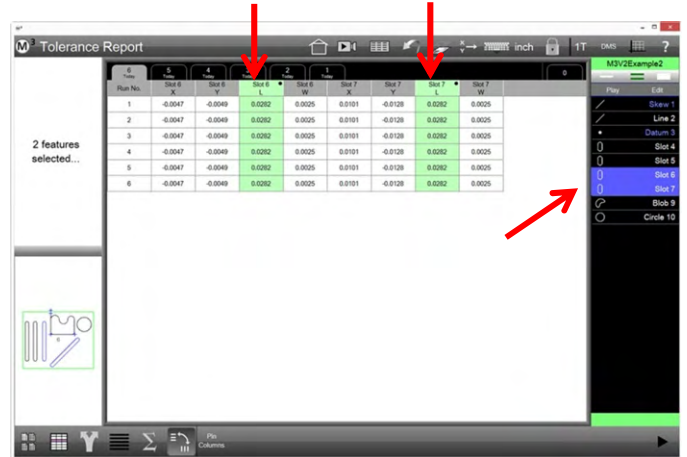 M³ Tolerance Report
inch
1T
DMS
?
M3V2Example2
6 Today 5 Today 4 Today Today 2 Today 1 Today 0
Play Edit
Run No. Slot 6 X Slot 6 Y Slot 6 L Slot 6 W Slot 7 X Slot 7 Y Slot 7 L Slot 7 W
1 -0.0047 -0.0049 0.0282 0.0025 0.0101 -0.0128 0.0282 0.0025
2 -0.0047 -0.0049 0.0282 0.0025 0.0101 -0.0128 0.0282 0.0025
3 -0.0047 -0.0049 0.0282 0.0025 0.0101 -0.0128 0.0282 0.0025
4 -0.0047 -0.0049 0.0282 0.0025 0.0101 -0.0128 0.0282 0.0025
5 -0.0047 -0.0049 0.0282 0.0025 0.0101 -0.0128 0.0282 0.0025
6 -0.0047 -0.0049 0.0282 0.0025 0.0101 -0.0128 0.0282 0.0025
2 features
selected...
Skew 1
Line 2
Datum 3
Slot 4
Slot 5
Slot 6
Slot 7
Blob 9
Circle 10
Pin
Columns